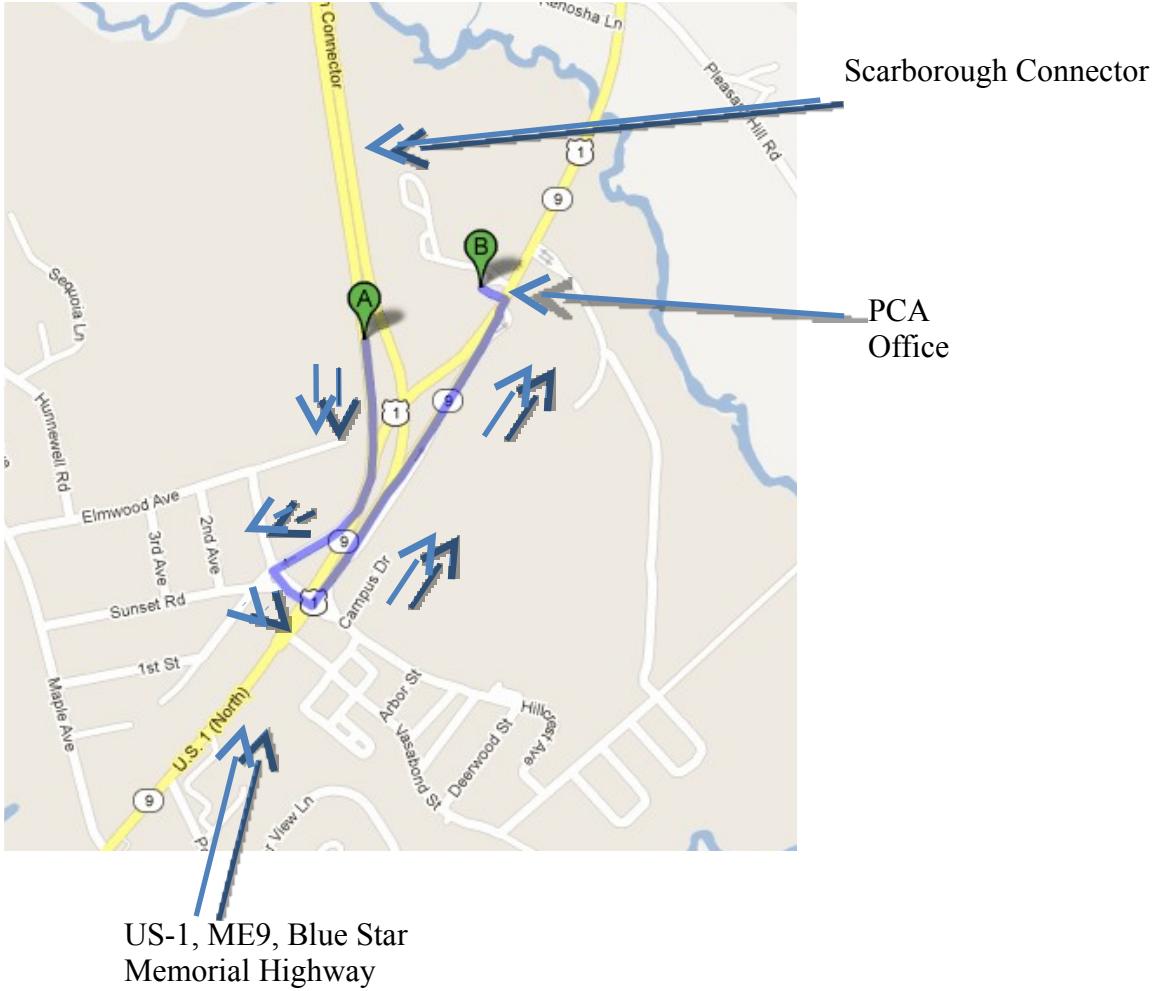 n Connector
Kenosha Ln
Scarborough Connector
Pleasant Hill Rd
1
9
B
A
Sequoia Ln
PCA
Office
Hunnewell Rd
1
9
Elmwood Ave
2nd Ave
3rd Ave
9
Sunset Rd
1
Campus Dr
1st St
Maple Ave
Arbor St
Hillcrest Ave
U.S. 1 (North)
Vasabond St
Deerwood St
9
r View Ln
US-1, ME9, Blue Star
Memorial Highway